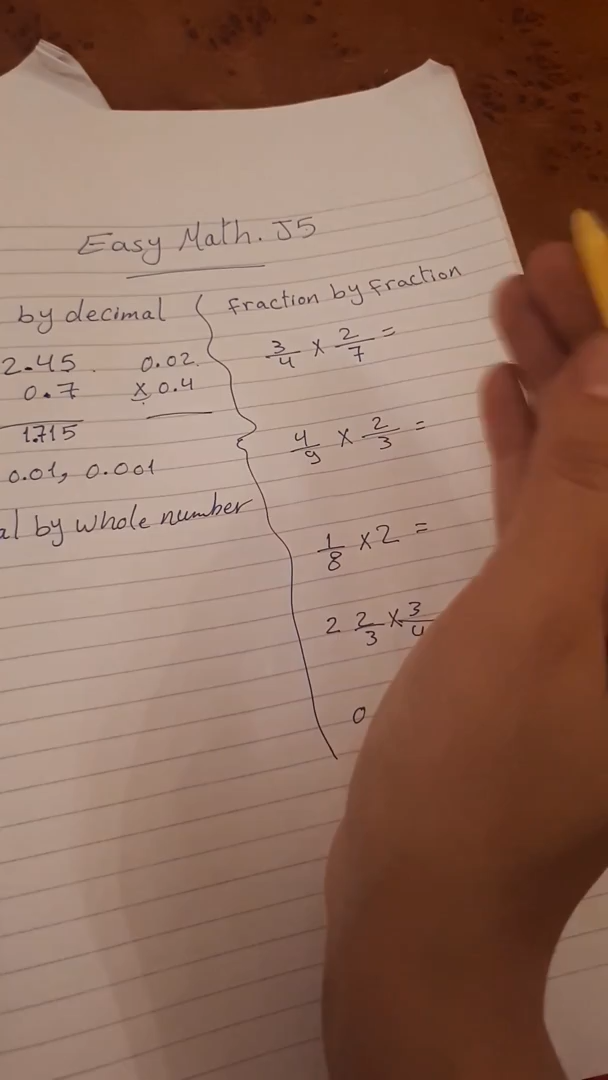 Easy Math. J5
by decimal
2.45 0.02
0.7 x 0.4
1.715
0.01, 0.001
by whole number
fraction by fraction
3/4 x 2/7 =
4/9 x 2/3 =
1/8 x 2 =
2 2/3 x 3/4
0